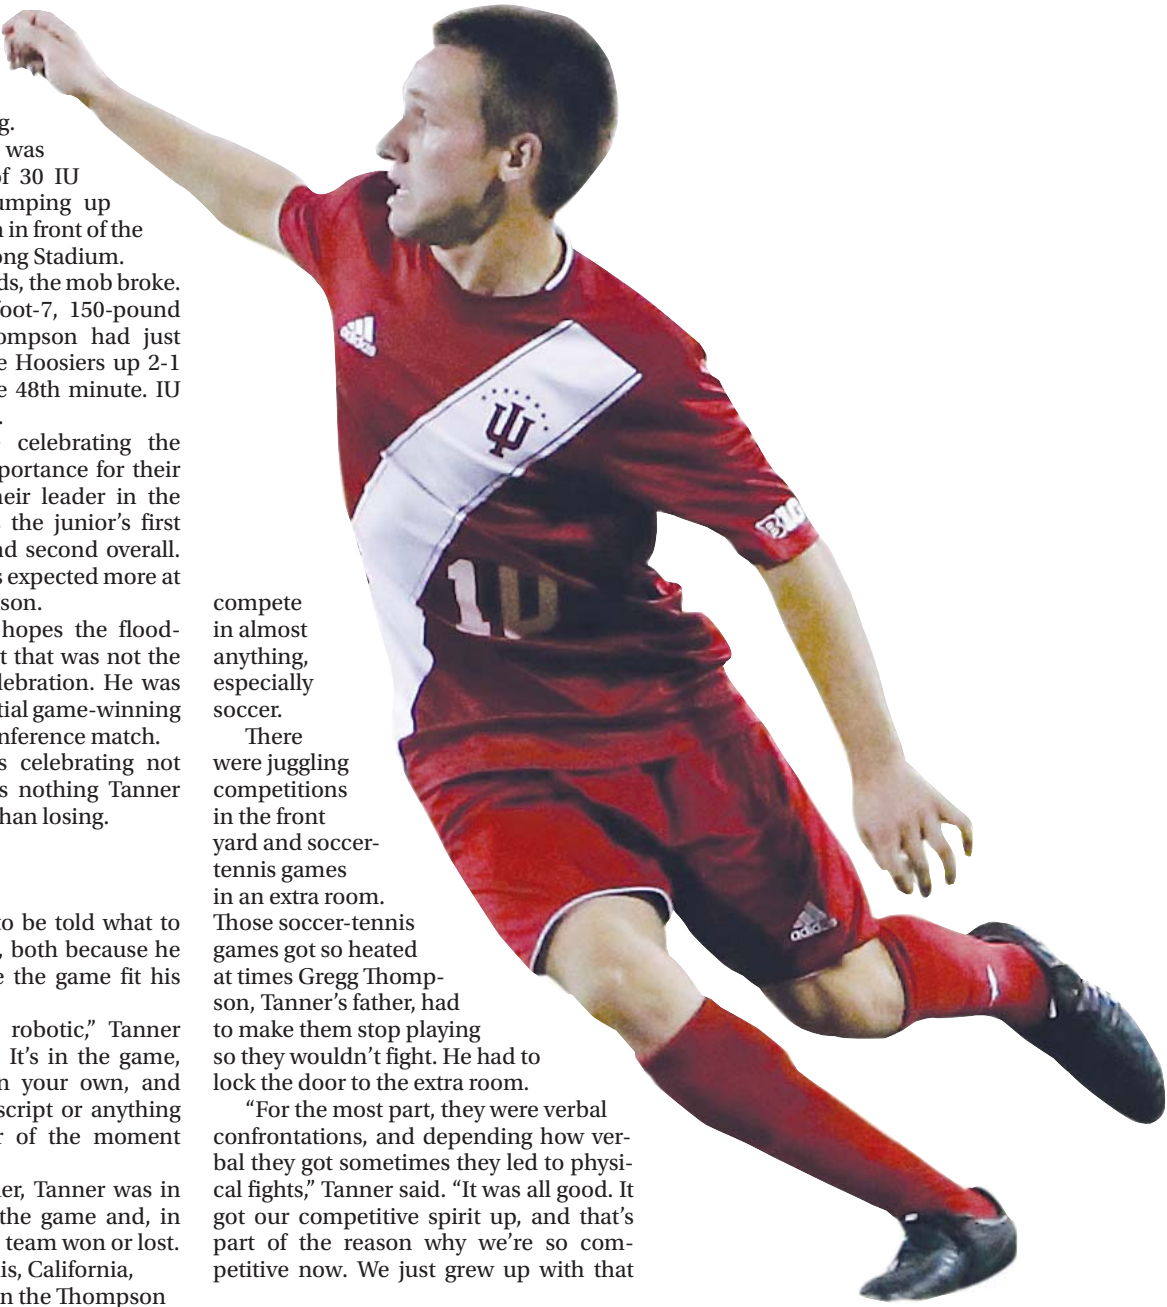 g.
was
of 30 IU
umping up
in front of the
ong Stadium.
ds, the mob broke.
foot-7, 150-pound
ompson had just
e Hoosiers up 2-1
e 48th minute. IU
.
celebrating the
portance for their
heir leader in the
the junior’s first
nd second overall.
s expected more at
son.
hopes the flood-
t that was not the
lebration. He was
tial game-winning
nference match.
s celebrating not
s nothing Tanner
han losing.
to be told what to
, both because he
e the game fit his
robotic,” Tanner
It’s in the game,
n your own, and
script or anything
r of the moment
er, Tanner was in
the game and, in
team won or lost.
is, California,
n the Thompson
compete
in almost
anything,
especially
soccer.
There
were juggling
competitions
in the front
yard and soccer-
tennis games
in an extra room.
Those soccer-tennis
games got so heated
at times Gregg Thomp-
son, Tanner’s father, had
to make them stop playing
so they wouldn’t fight. He had to
lock the door to the extra room.
“For the most part, they were verbal
confrontations, and depending how ver-
bal they got sometimes they led to physi-
cal fights,” Tanner said. “It was all good. It
got our competitive spirit up, and that’s
part of the reason why we’re so com-
petitive now. We just grew up with that
adidas
IU
10
B1G
adidas